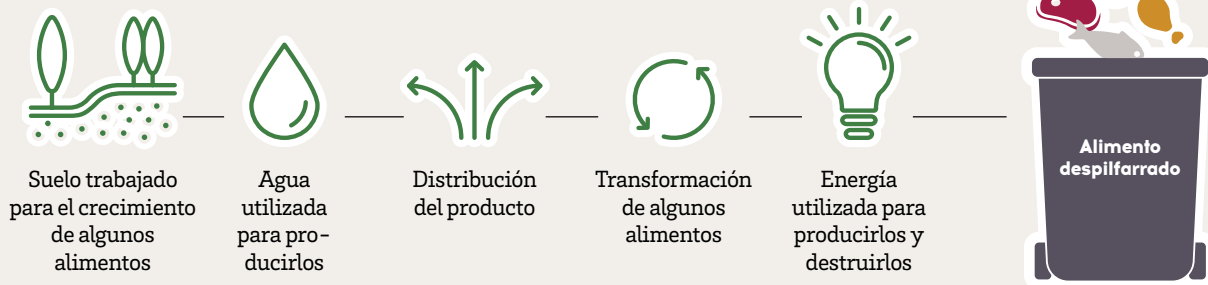 Suelo trabajado
para el crecimiento
de algunos
alimentos
Agua
utilizada
para pro-
ducirlos
Distribución
del producto
Transformación
de algunos
alimentos
Energía
utilizada para
producirlos y
destruirlos
Alimento
despilfarrado